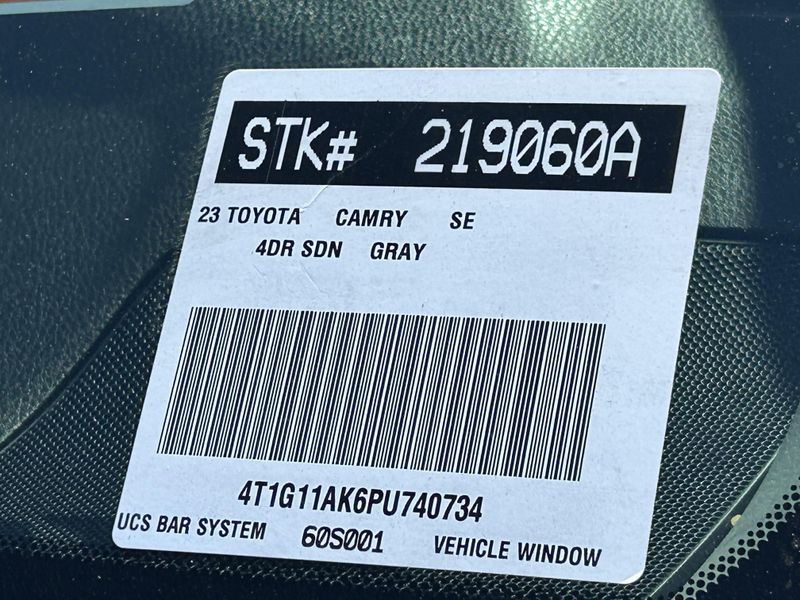 STK# 219060A
23 TOYOTA CAMRY SE
4DR SDN GRAY
4T1G11AK6PU740734
UCS BAR SYSTEM 60S001 VEHICLE WINDOW